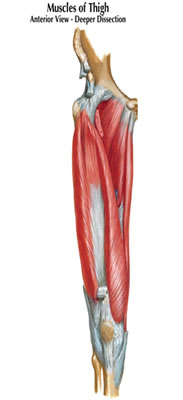 Muscles of Thigh
Anterior View - Deeper Dissection